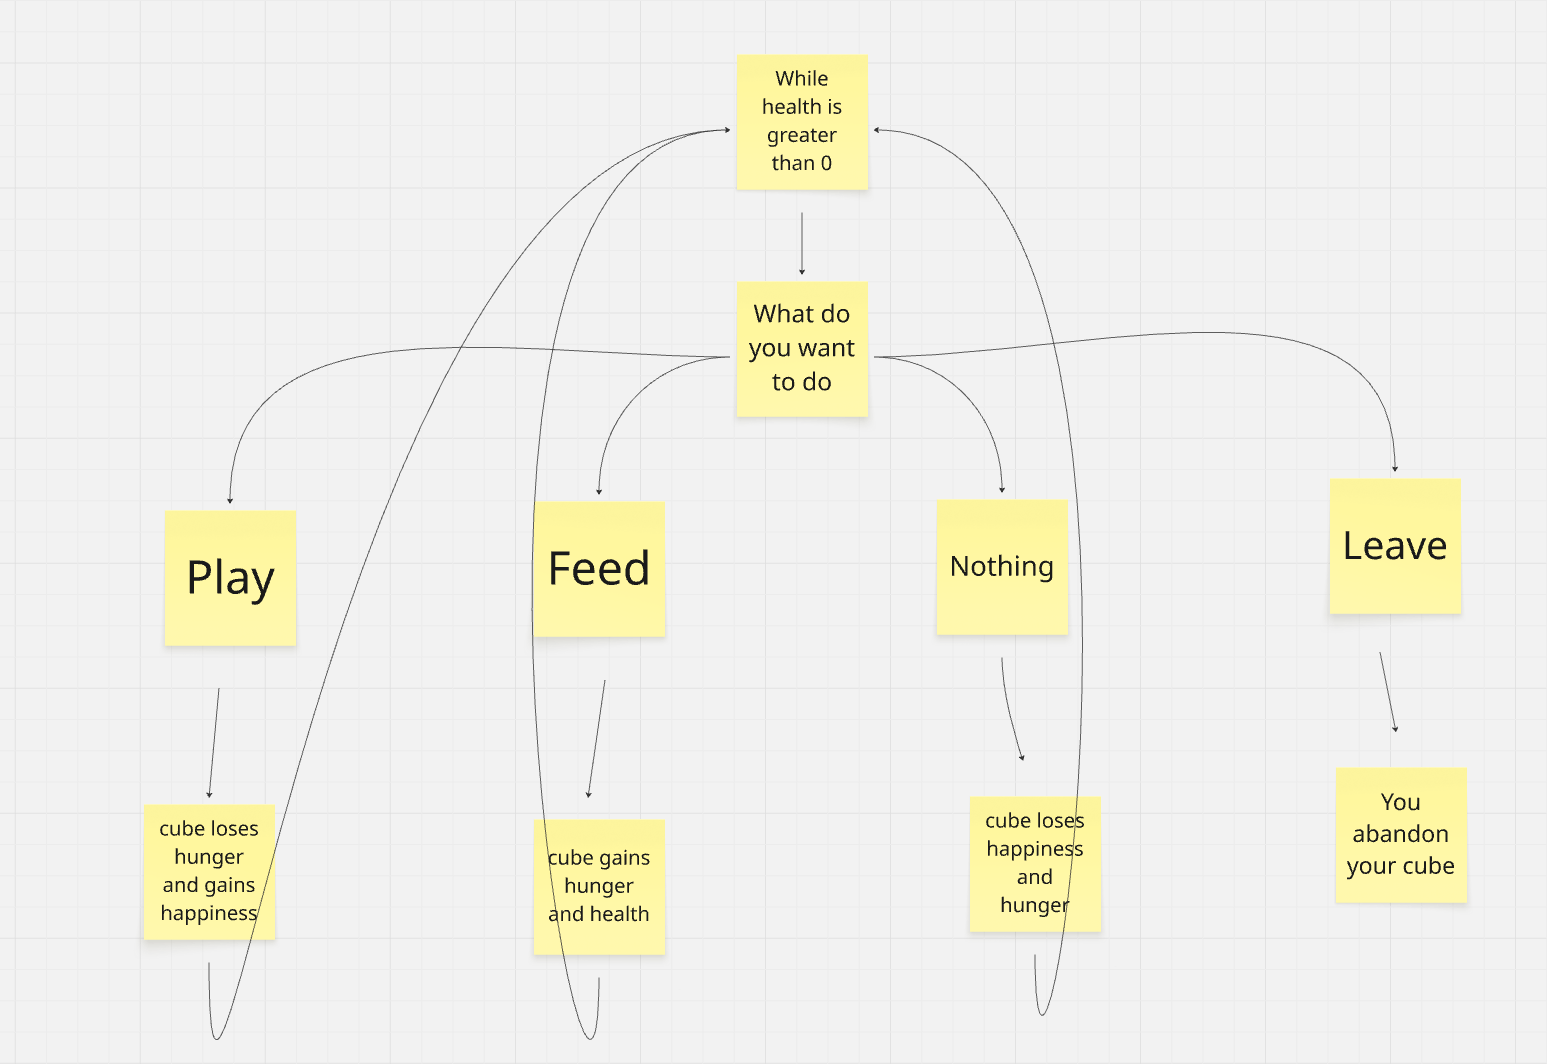 While
health is
greater
than 0
What do
you want
to do
Play
Feed
Nothing
Leave
cube loses
hunger
and gains
happiness
cube gains
hunger
and health
cube loses
happiness
and
hunger
You
abandon
your cube